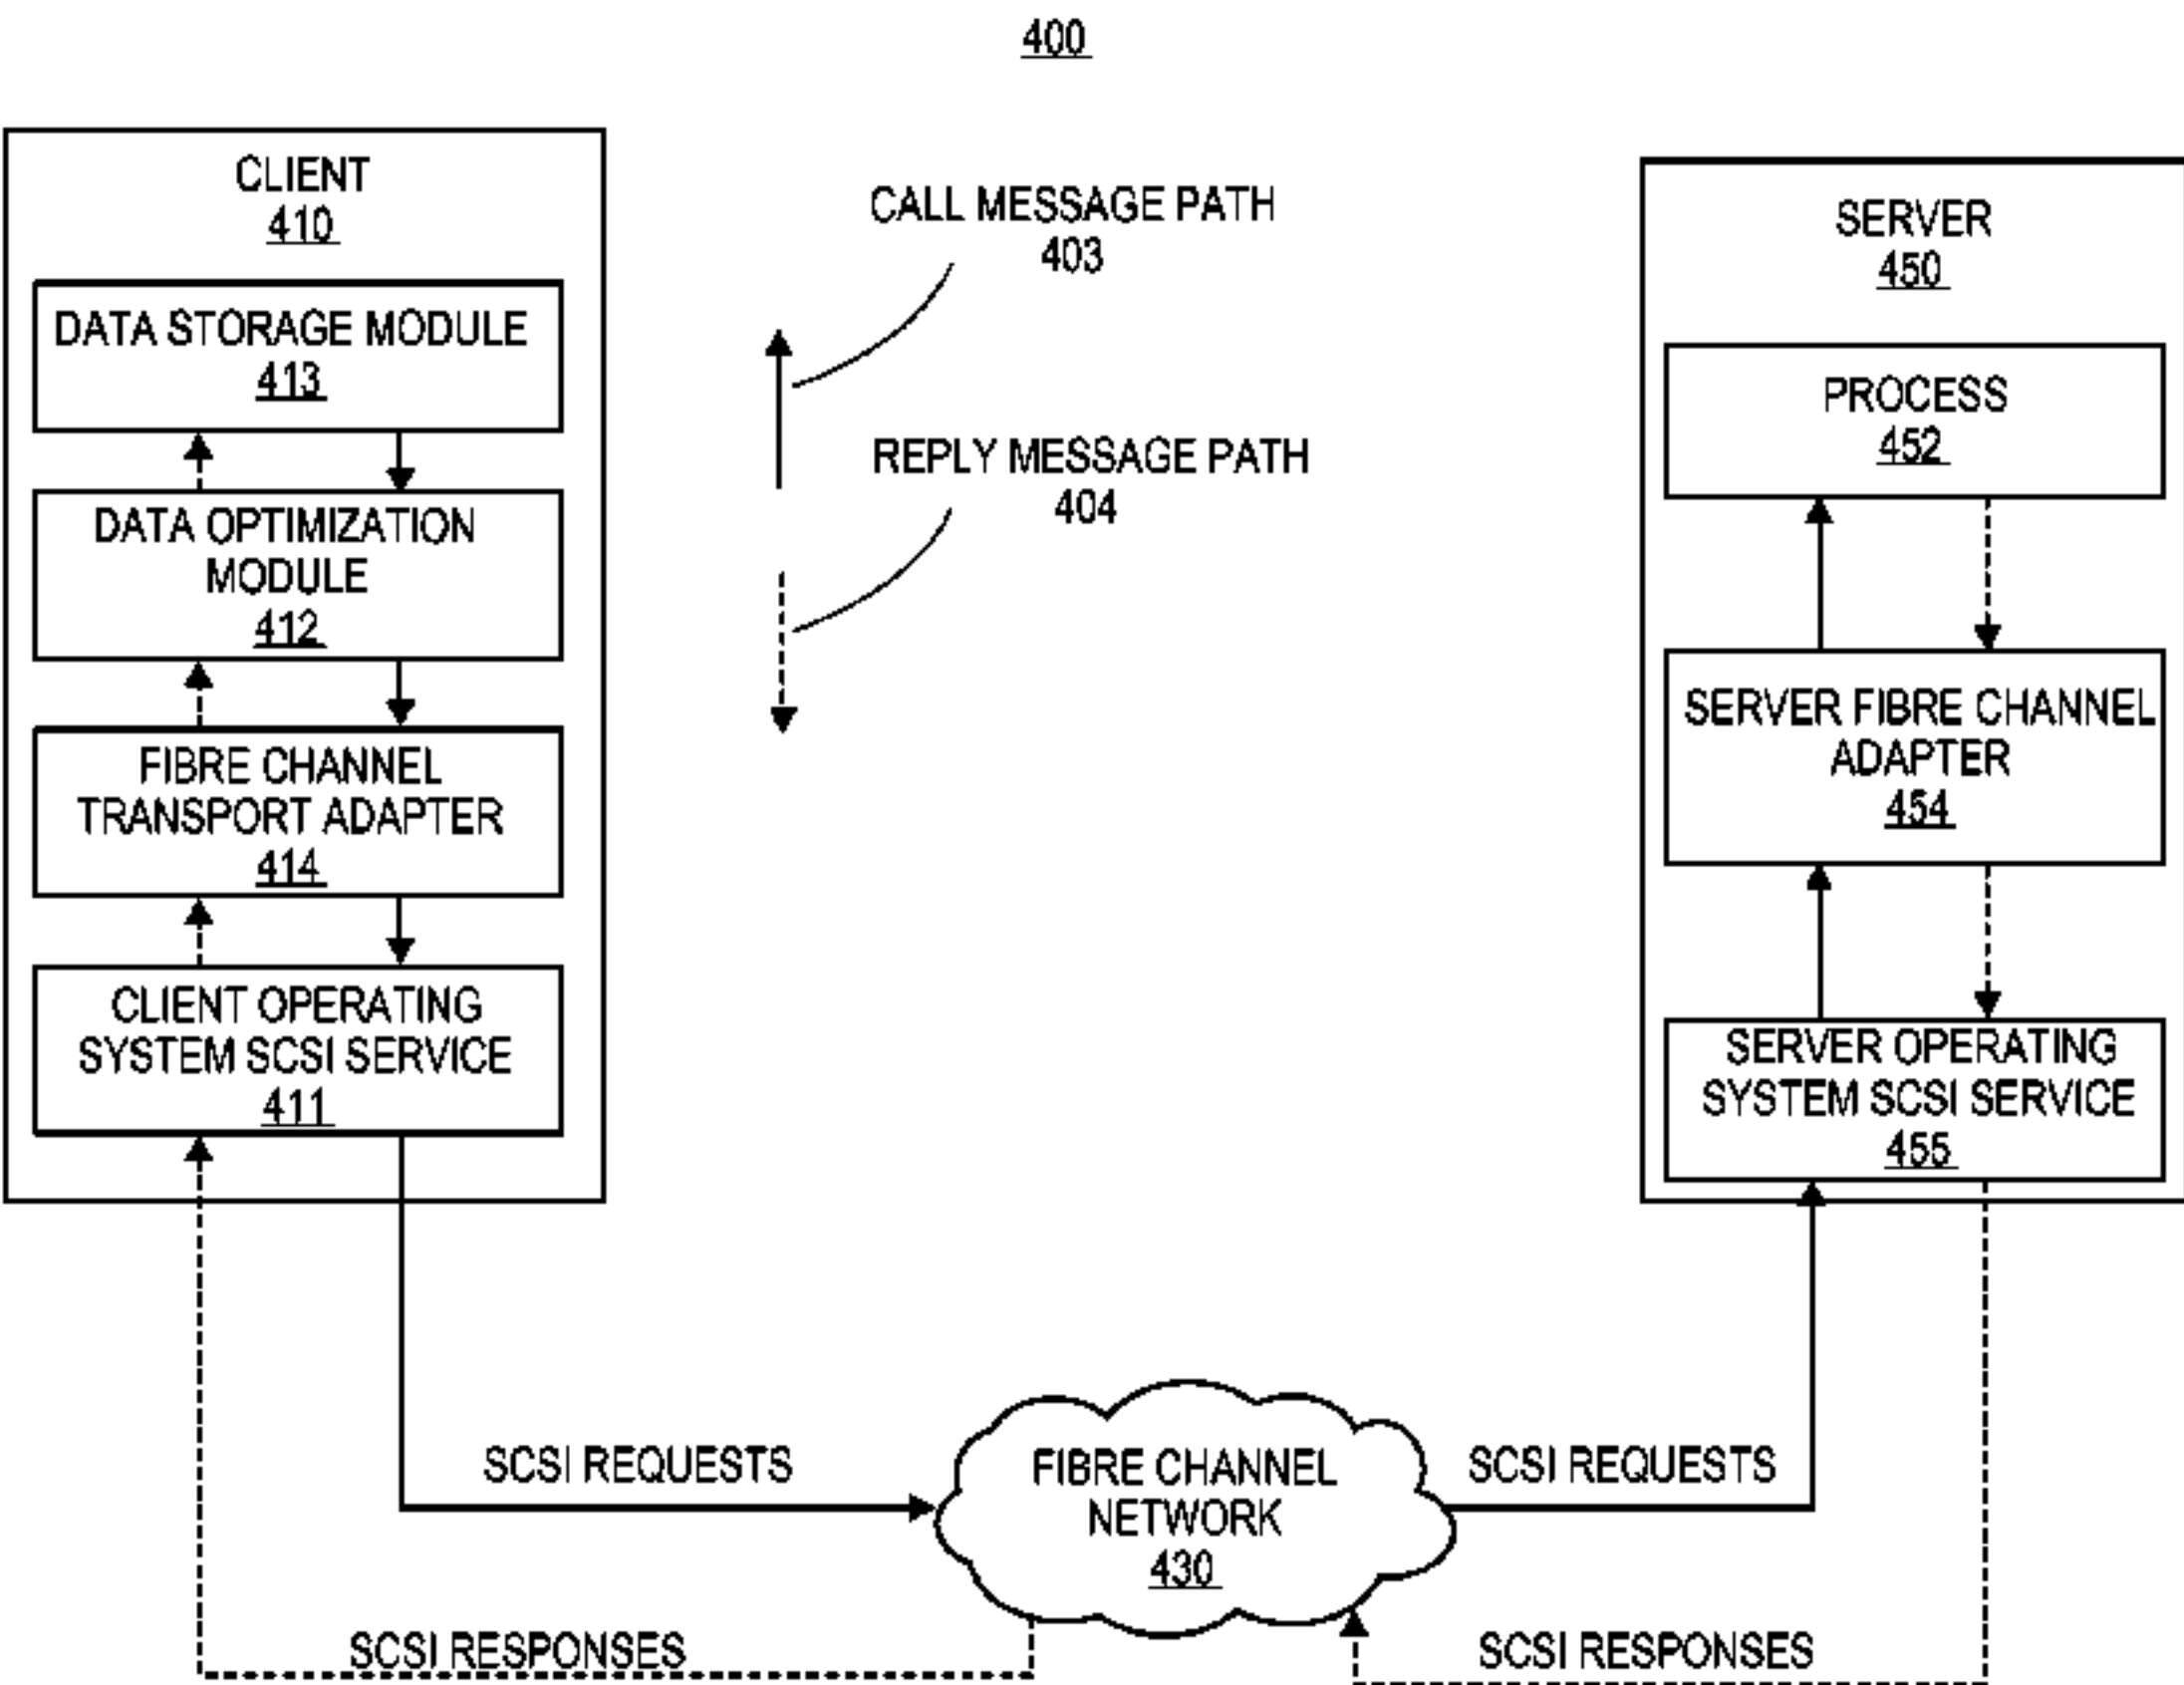 400
CLIENT
410
DATA STORAGE MODULE
413
DATA OPTIMIZATION
MODULE
412
FIBRE CHANNEL
TRANSPORT ADAPTER
414
CLIENT OPERATING
SYSTEM SCSI SERVICE
411
CALL MESSAGE PATH
403
REPLY MESSAGE PATH
404
SERVER
450
PROCESS
452
SERVER FIBRE CHANNEL
ADAPTER
454
SERVER OPERATING
SYSTEM SCSI SERVICE
455
SCSI REQUESTS
FIBRE CHANNEL
NETWORK
430
SCSI REQUESTS
SCSI RESPONSES
SCSI RESPONSES